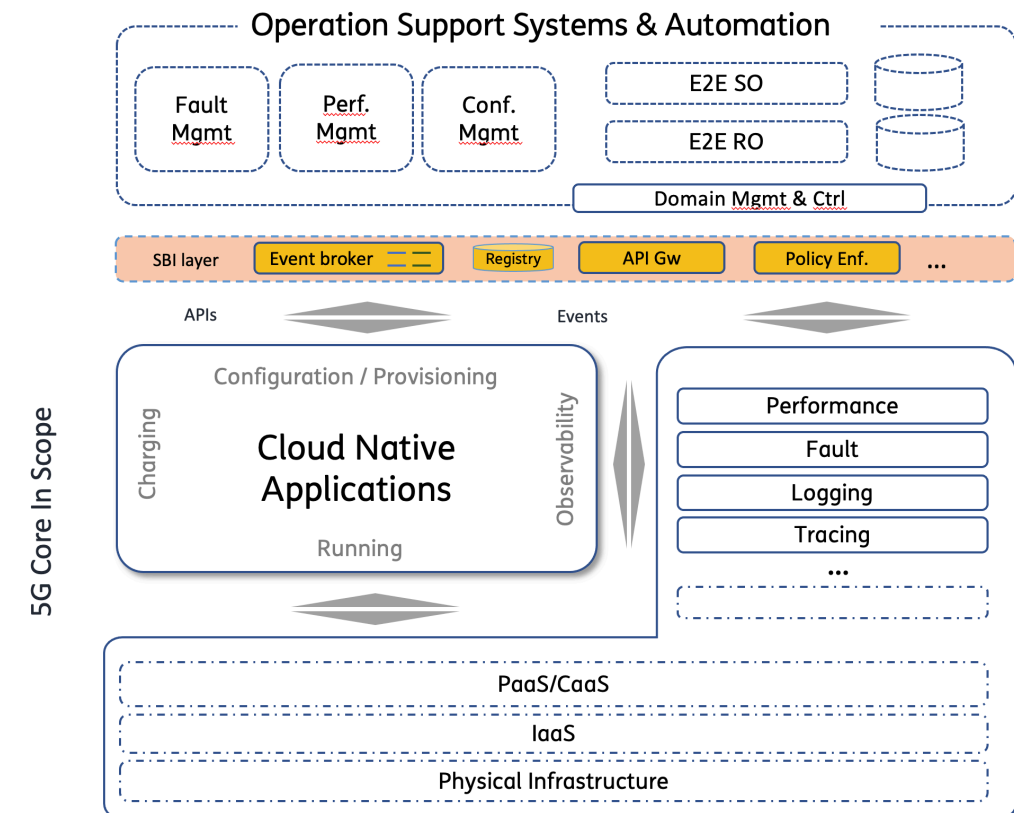 Operation Support Systems & Automation
Fault
Mgmt
Perf.
Mgmt
Conf.
Mgmt
E2E SO
E2E RO
Domain Mgmt & Ctrl
SBI layer
Event broker
Registry
API Gw
Policy Enf.
...
APIs
Events
5G Core In Scope
Configuration / Provisioning
Charging
Cloud Native
Applications
Observability
Running
Performance
Fault
Logging
Tracing
...
PaaS/CaaS
IaaS
Physical Infrastructure